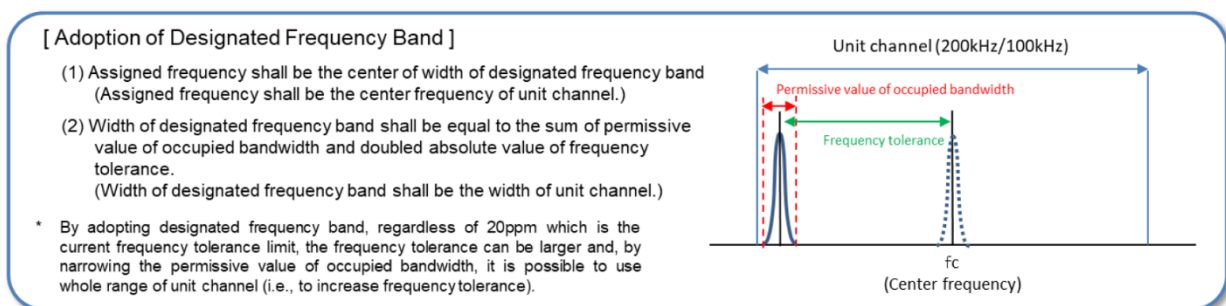 [ Adoption of Designated Frequency Band ]
(1) Assigned frequency shall be the center of width of designated frequency band
(Assigned frequency shall be the center frequency of unit channel.)
(2) Width of designated frequency band shall be equal to the sum of permissive
value of occupied bandwidth and doubled absolute value of frequency
tolerance.
(Width of designated frequency band shall be the width of unit channel.)
* By adopting designated frequency band, regardless of 20ppm which is the
current frequency tolerance limit, the frequency tolerance can be larger and, by
narrowing the permissive value of occupied bandwidth, it is possible to use
whole range of unit channel (i.e., to increase frequency tolerance).
Unit channel (200kHz/100kHz)
Permissive value of occupied bandwidth
Frequency tolerance
fc
(Center frequency)